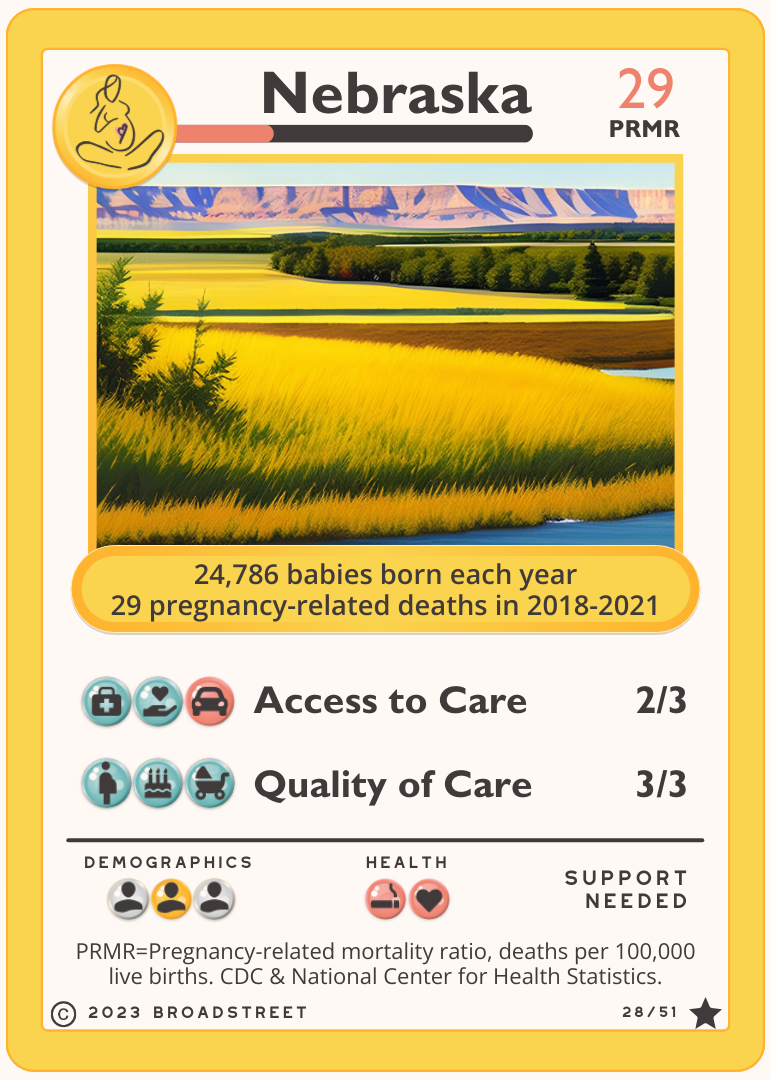 Nebraska
29
PRMR
24,786 babies born each year
29 pregnancy-related deaths in 2018-2021
Access to Care 2/3
Quality of Care 3/3
DEMOGRAPHICS
HEALTH
SUPPORT
NEEDED
PRMR=Pregnancy-related mortality ratio, deaths per 100,000
live births. CDC & National Center for Health Statistics.
© 2023 BROADSTREET 28/51